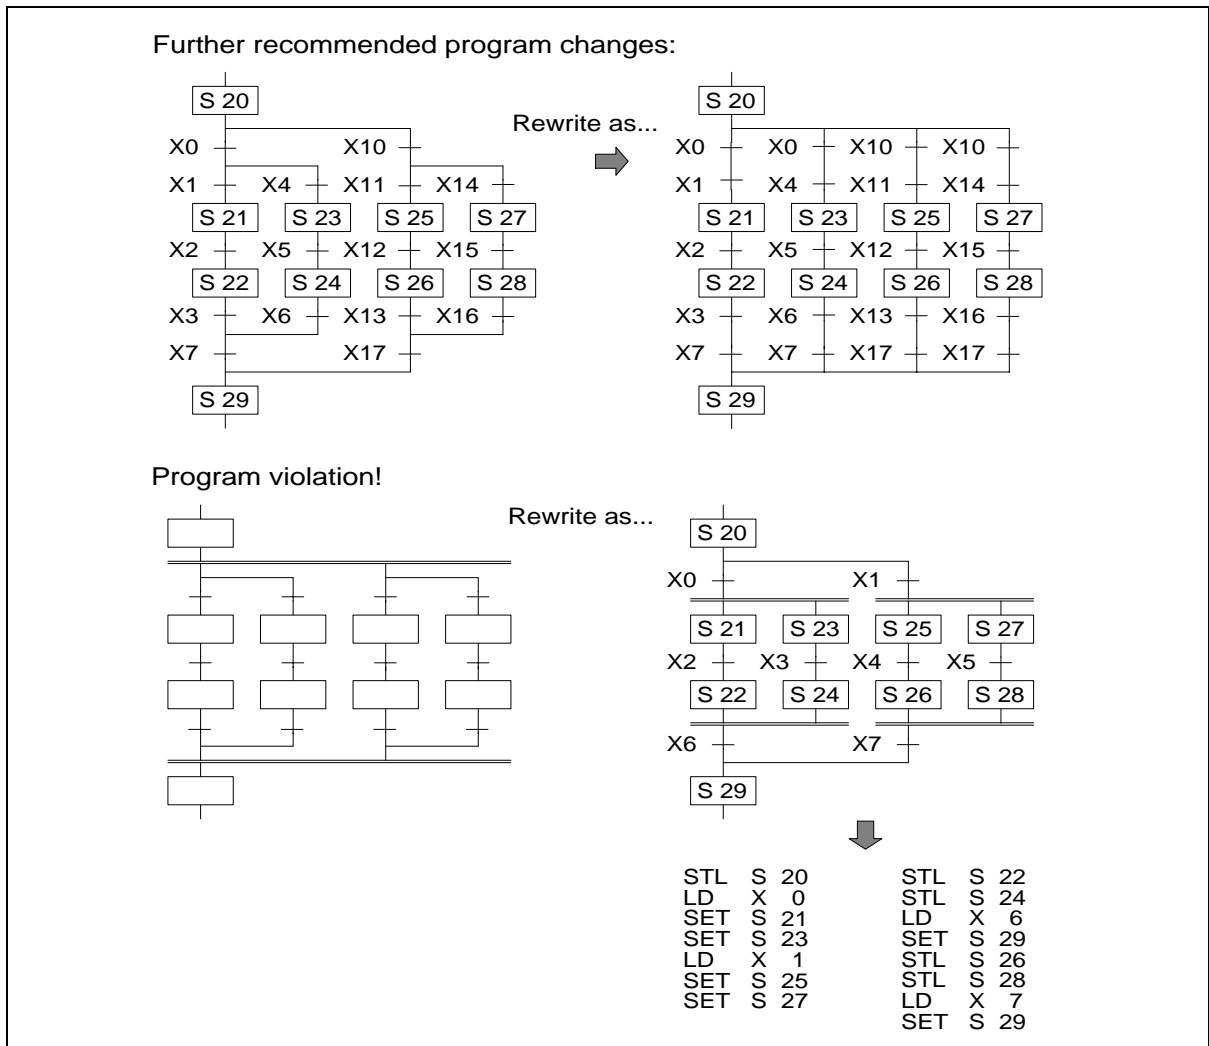 Further recommended program changes:
S 20
X0 X10
X1 X4 X11 X14
S 21 S 23 S 25 S 27
X2 X5 X12 X15
S 22 S 24 S 26 S 28
X3 X6 X13 X16
X7 X17
S 29
Rewrite as...
S 20
X0 X0 X10 X10
X1 X4 X11 X14
S 21 S 23 S 25 S 27
X2 X5 X12 X15
S 22 S 24 S 26 S 28
X3 X6 X13 X16
X7 X7 X17 X17
S 29
Program violation!
Rewrite as...
S 20
X0 X1
S 21 S 23 S 25 S 27
X2 X3 X4 X5
S 22 S 24 S 26 S 28
X6 X7
S 29
STL S 20
LD X 0
SET S 21
SET S 23
LD X 1
SET S 25
SET S 27
STL S 22
STL S 24
LD X 6
SET S 29
STL S 26
STL S 28
LD X 7
SET S 29